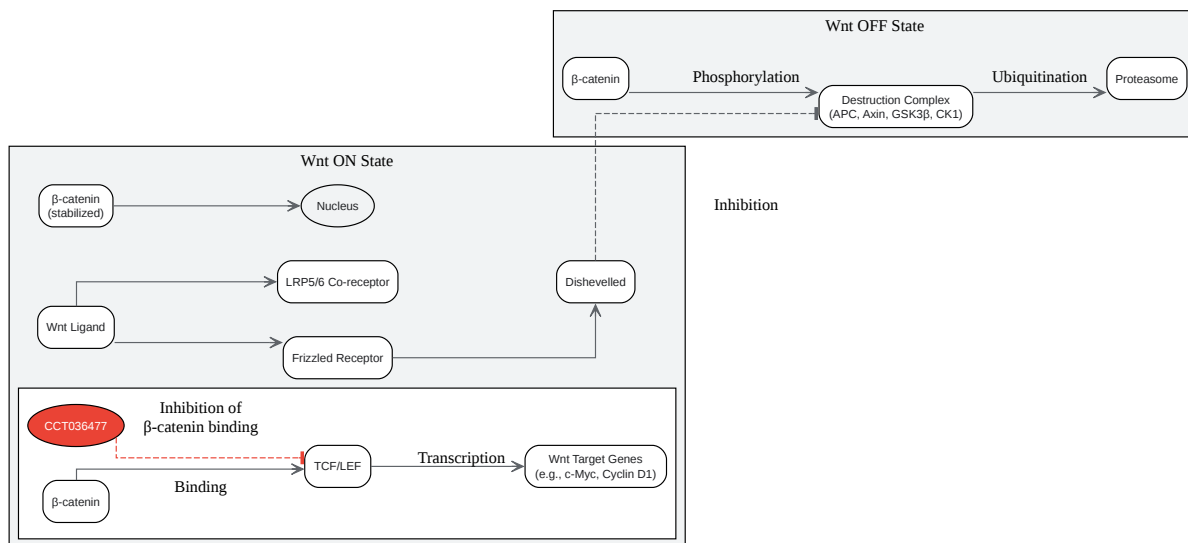 Wnt OFF State
β-catenin
Phosphorylation
Destruction Complex
(APC, Axin, GSK3β, CK1)
Ubiquitination
Proteasome
Wnt ON State
β-catenin
(stabilized)
Nucleus
Inhibition
LRP5/6 Co-receptor
Dishevelled
Wnt Ligand
Frizzled Receptor
CCT036477
Inhibition of
β-catenin binding
TCF/LEF
Transcription
Wnt Target Genes
(e.g., c-Myc, Cyclin D1)
Binding
β-catenin